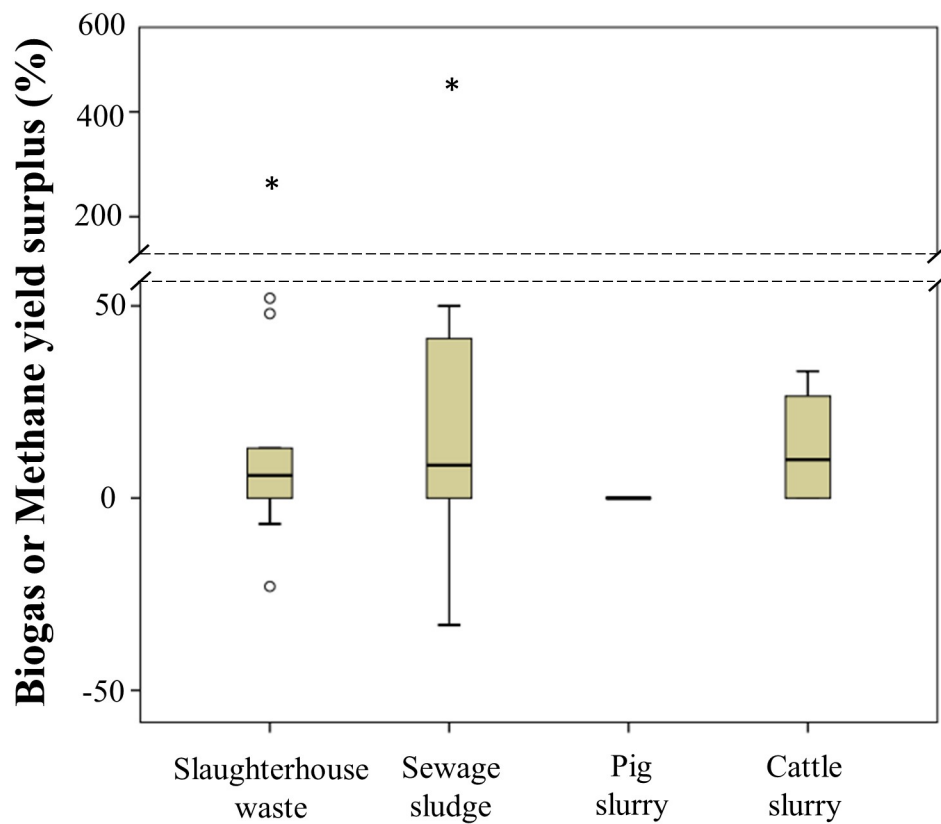 Biogas or Methane yield surplus (%)
600
400
200
50
0
-50
Slaughterhouse
waste
Sewage
sludge
Pig
slurry
Cattle
slurry